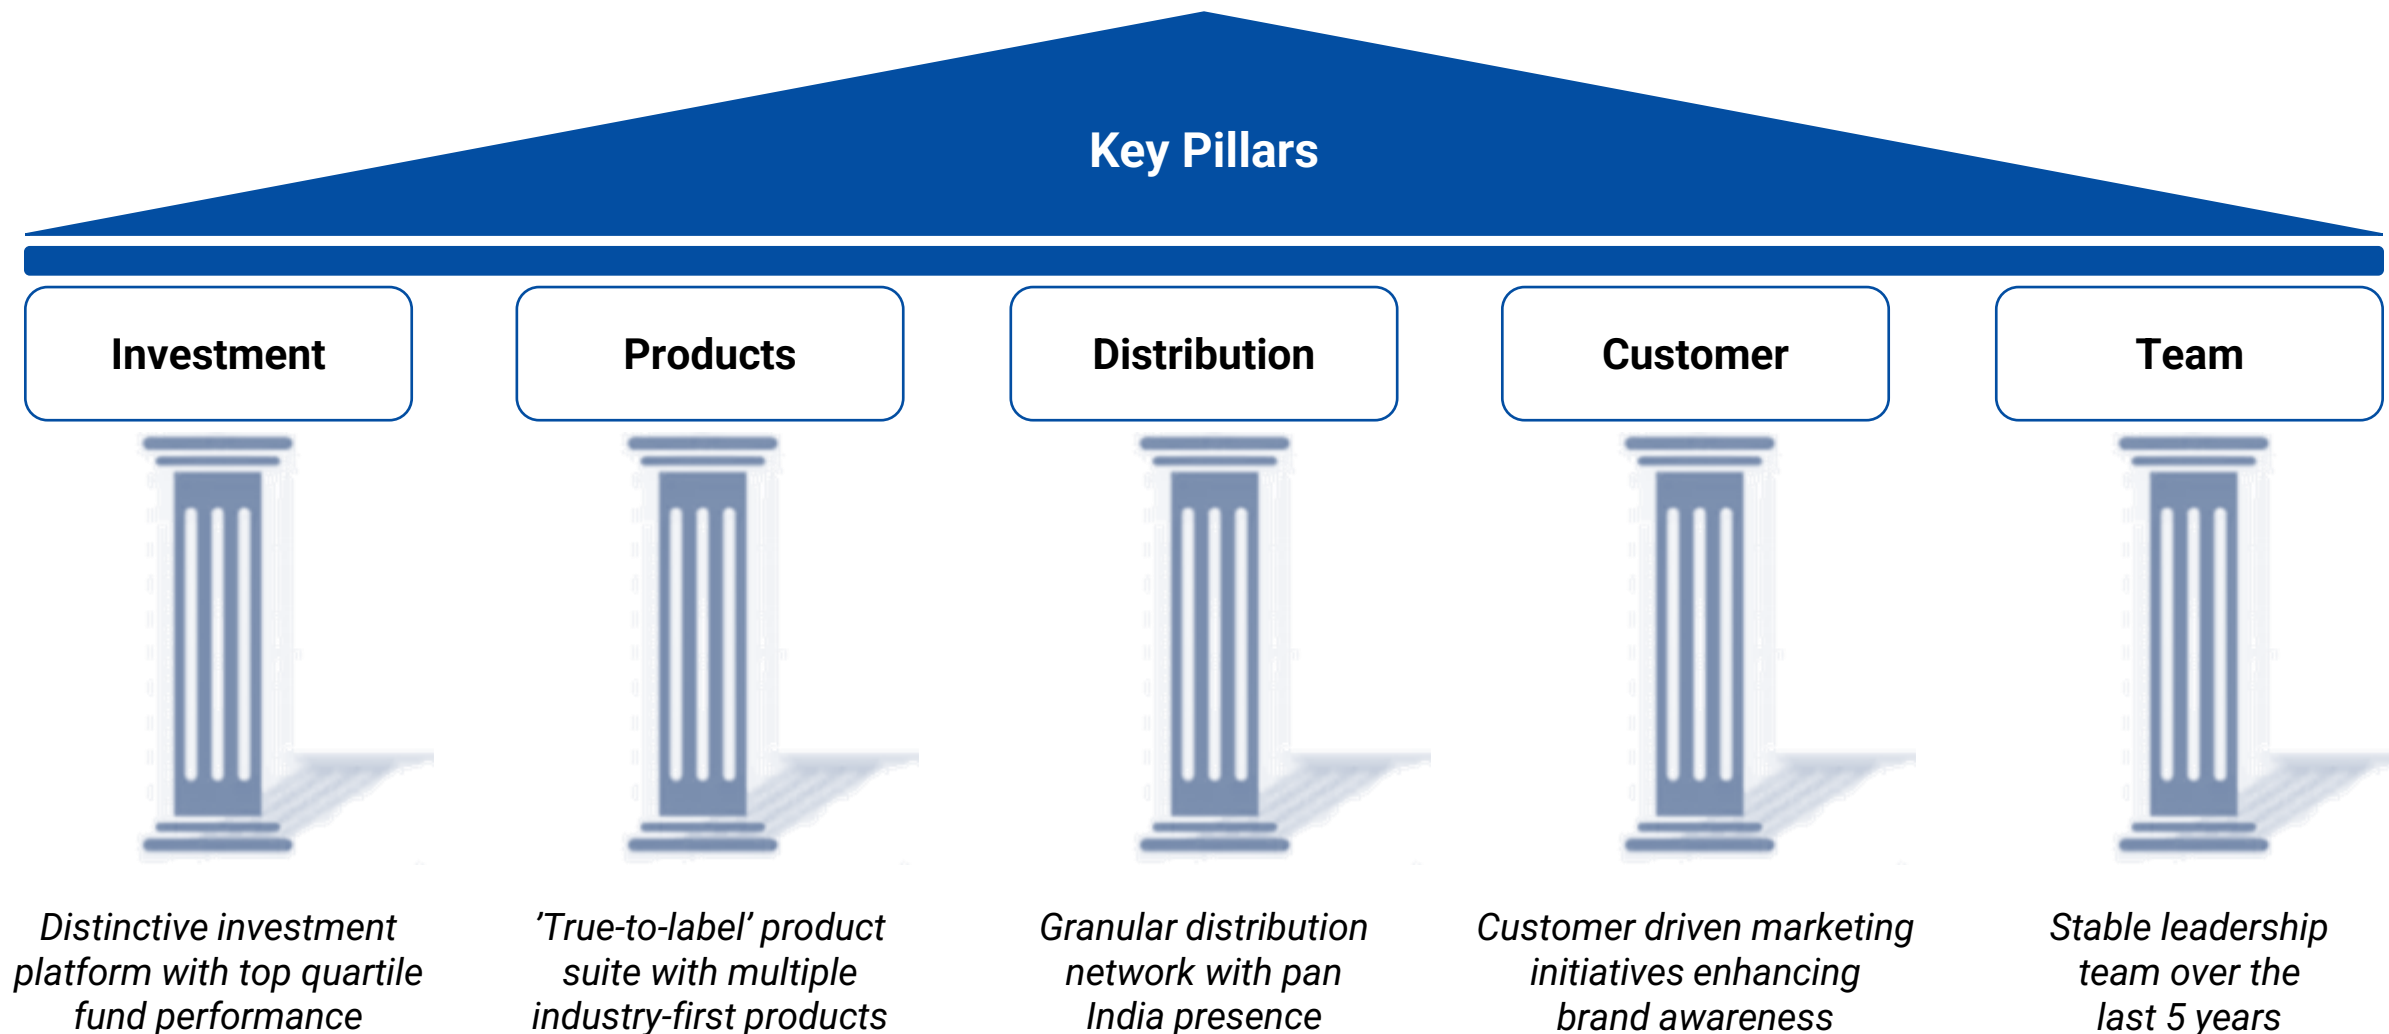 Key Pillars
Investment
Products
Distribution
Customer
Team
Distinctive investment
platform with top quartile
fund performance
’True-to-label’ product
suite with multiple
industry-first products
Granular distribution
network with pan
India presence
Customer driven marketing
initiatives enhancing
brand awareness
Stable leadership
team over the
last 5 years